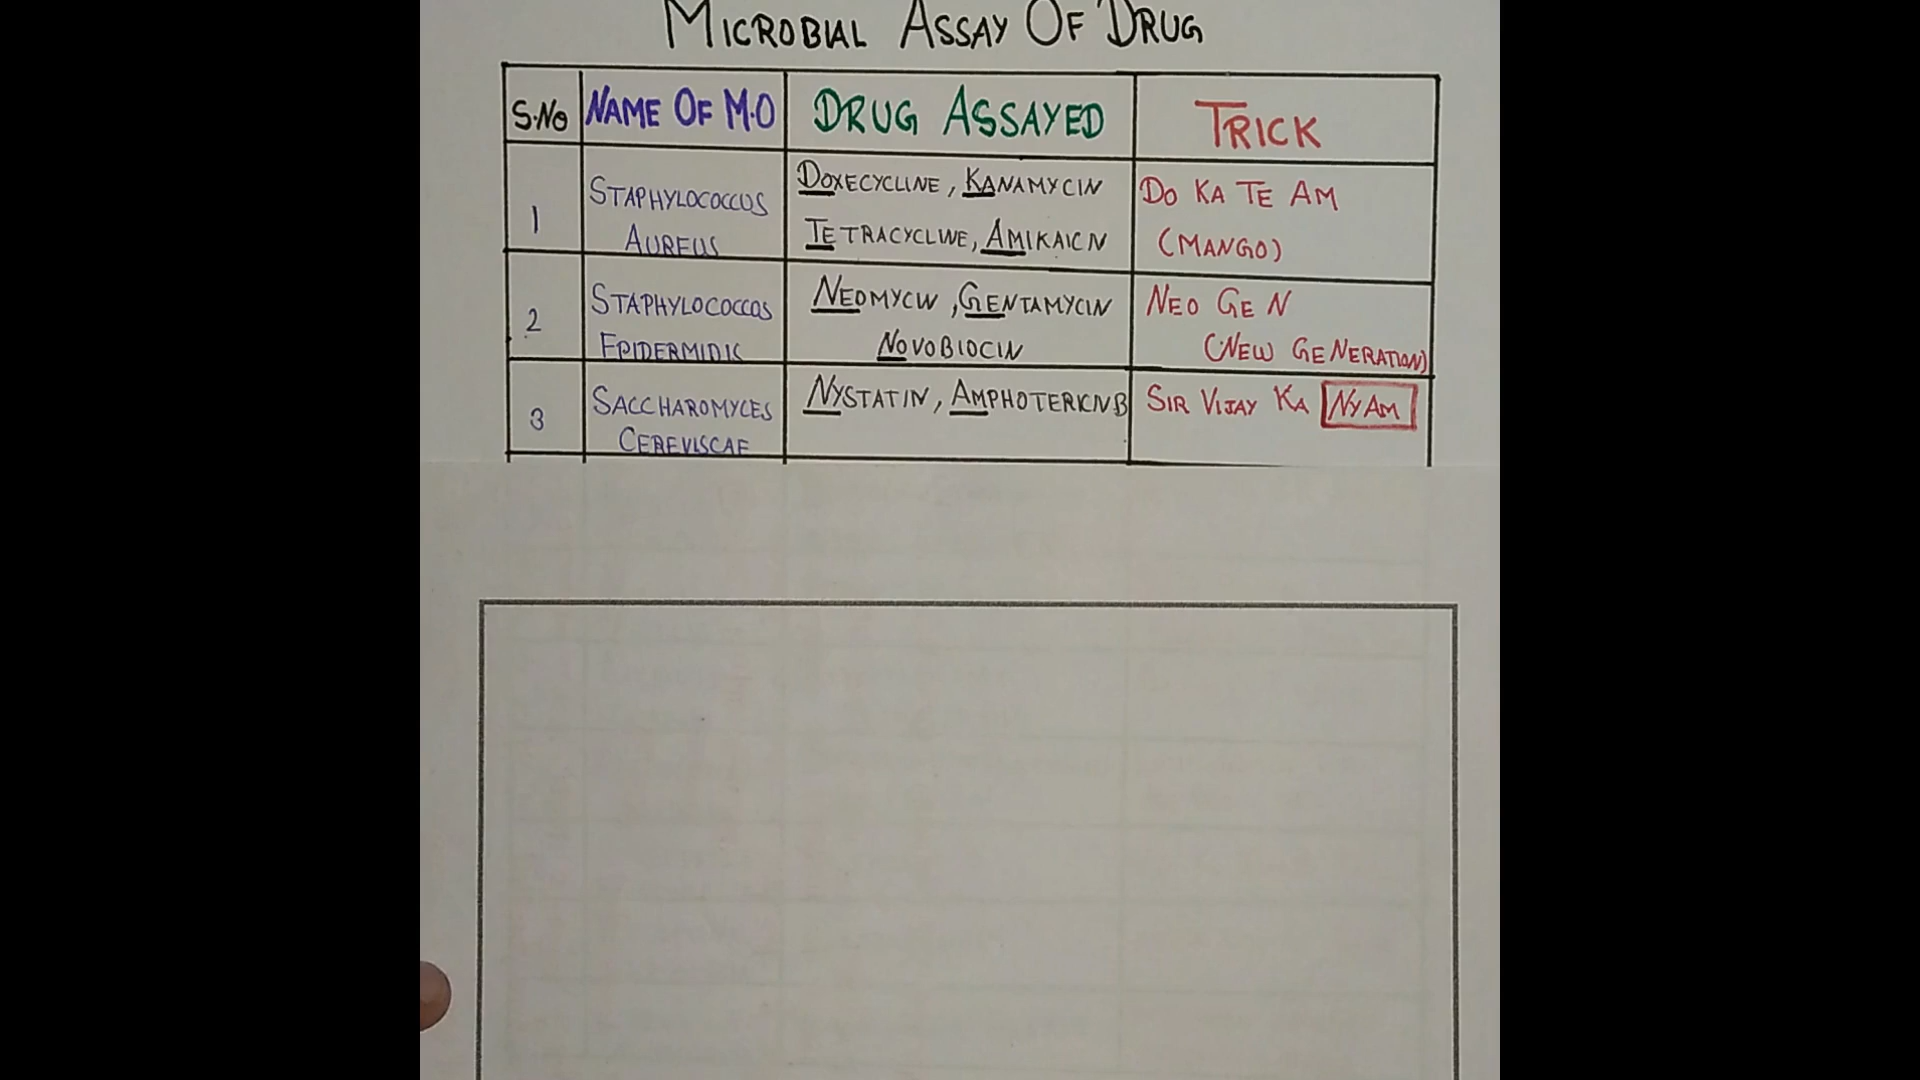 MICROBIAL ASSAY OF DRUG
S.NO NAME OF M.O DRUG ASSAYED TRICK
1 STAPHYLOCOCCUS AUREUS
DOXECYCLINE, KANAMYCIN
TETRACYCLINE, AMIKAICN
DO KA TE AM
(MANGO)
2 STAPHYLOCOCCOS EPIDERMIDIS
NEOMYCIN, GENTAMYCIN
NOVOBIOCIN
NEO GE N
(NEW GENERATION)
3 SACCHAROMYCES CEREVISCAE
NYSTATIN, AMPHOTERICNB
SIR VIJAY KA NYAM